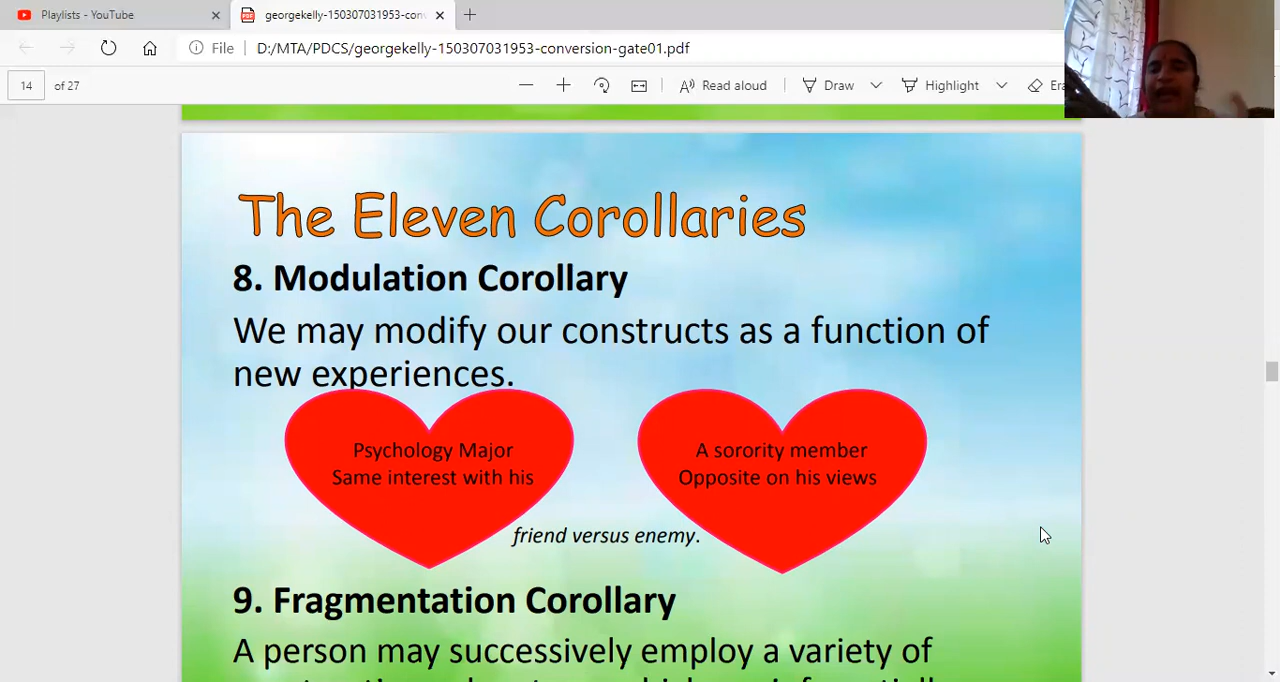 Playlists - YouTube
georgekelly-150307031953-con
File
D:/MTA/PDCS/georgekelly-150307031953-conversion-gate01.pdf
14 of 27
Read aloud
Draw
Highlight
The Eleven Corollaries
8. Modulation Corollary
We may modify our constructs as a function of
new experiences.
Psychology Major
Same interest with his
A sorority member
Opposite on his views
friend versus enemy.
9. Fragmentation Corollary
A person may successively employ a variety of